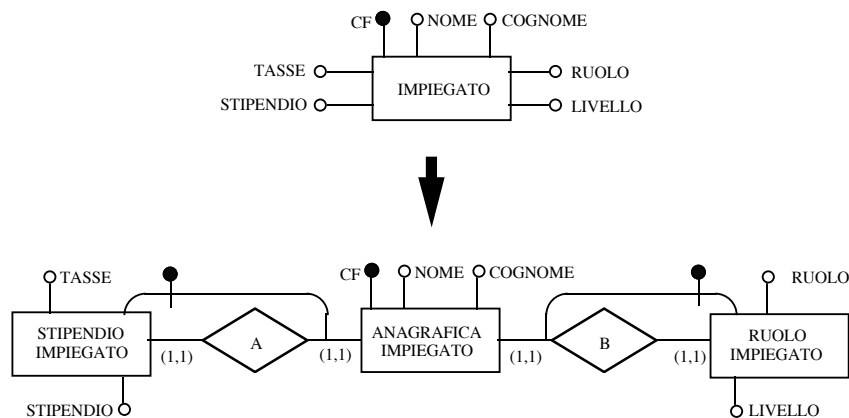 CF NOME COGNOME
TASSE IMPIEGATO RUOLO
STIPENDIO LIVELLO
TASSE CF NOME COGNOME RUOLO
STIPENDIO IMPIEGATO A ANAGRAFICA IMPIEGATO B RUOLO IMPIEGATO
(1,1) (1,1) (1,1) (1,1)
STIPENDIO LIVELLO